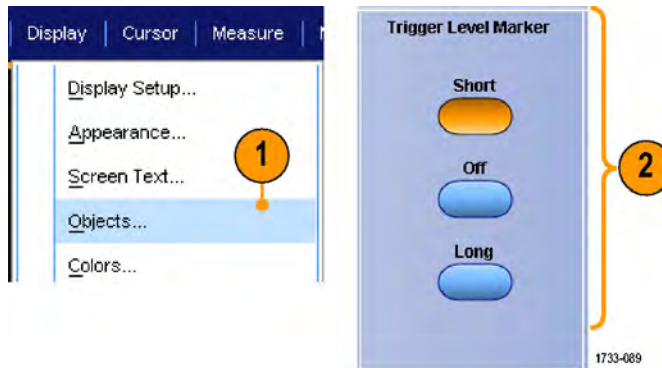 Display | Cursor | Measure |
Display Setup...
Appearance...
Screen Text...
Objects...
Colors...
1
Trigger Level Marker
Short
Off
Long
2
1733-089